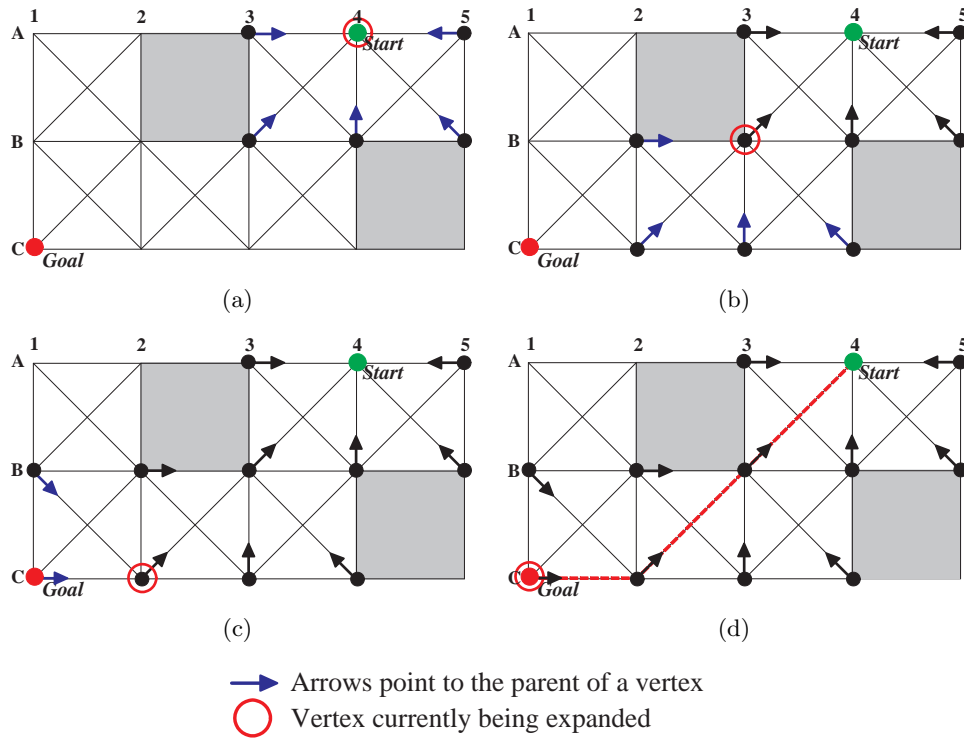 1 2 3 4 5 1 2 3 4 5
A Start A Start
B B
C Goal C Goal
(a) (b)
1 2 3 4 5 1 2 3 4 5
A Start A Start
B B
C Goal C Goal
(c) (d)
Arrows point to the parent of a vertex
Vertex currently being expanded